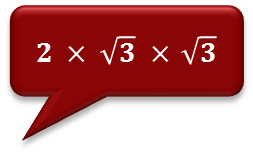 2 × √3 × √3